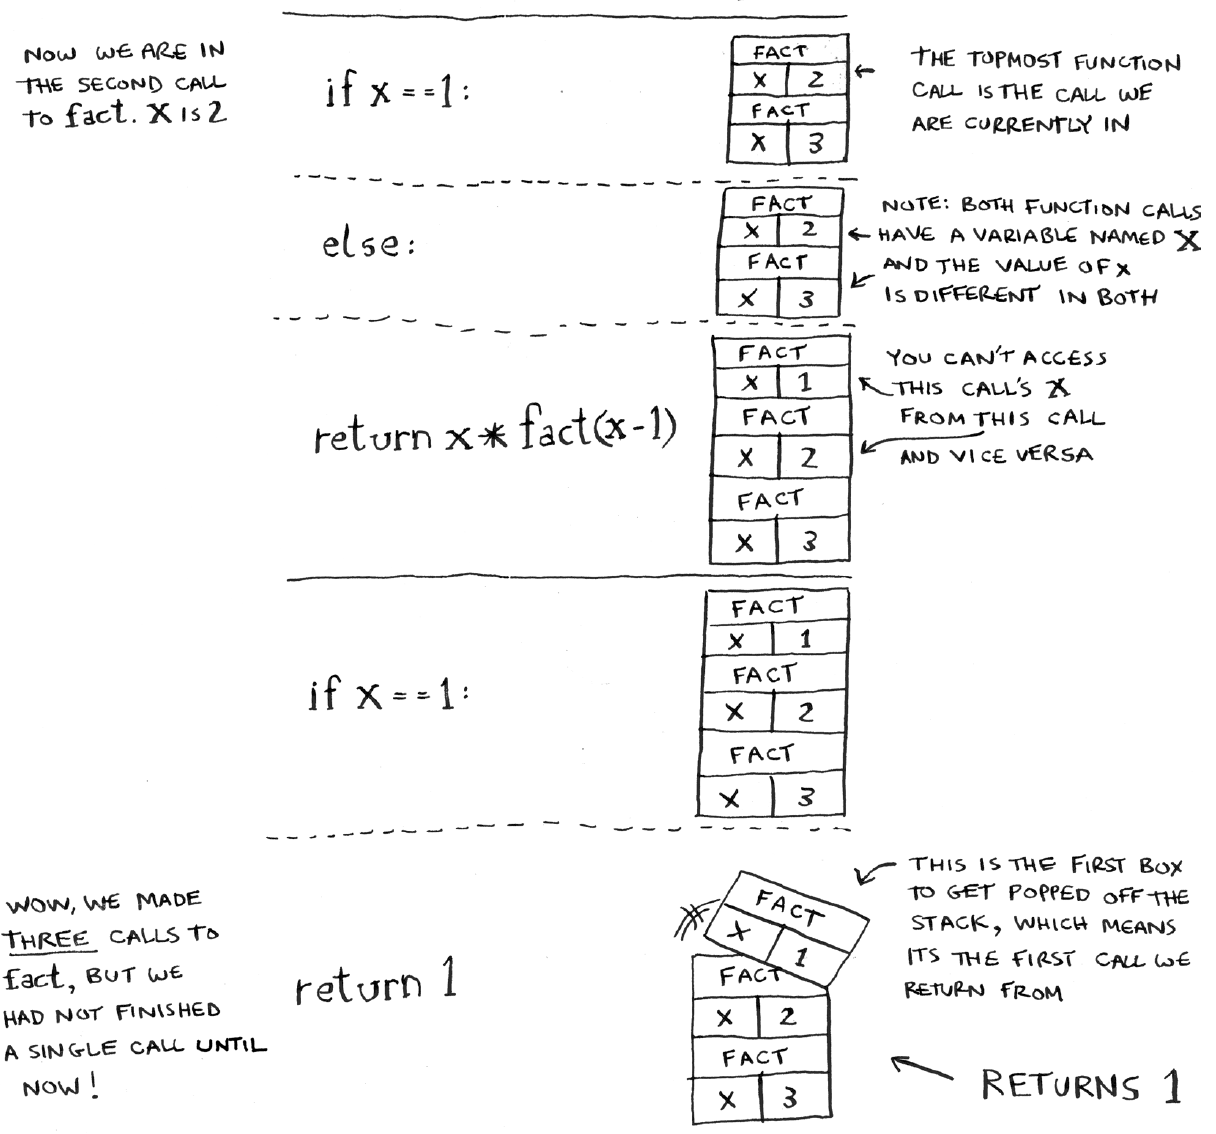 NOW WE ARE IN
THE SECOND CALL
TO fact. X IS 2
if x == 1:
FACT
X 2
FACT
X 3
THE TOPMOST FUNCTION
CALL IS THE CALL WE
ARE CURRENTLY IN
else:
FACT
X 2
FACT
X 3
NOTE: BOTH FUNCTION CALLS
HAVE A VARIABLE NAMED X
AND THE VALUE OF X
IS DIFFERENT IN BOTH
return x * fact(x-1)
FACT
X 1
FACT
X 2
FACT
X 3
YOU CAN'T ACCESS
THIS CALL'S X
FROM THIS CALL
AND VICE VERSA
if x == 1:
FACT
X 1
FACT
X 2
FACT
X 3
WOW, WE MADE
THREE CALLS TO
fact, BUT WE
HAD NOT FINISHED
A SINGLE CALL UNTIL
NOW!
return 1
FACT
X 1
FACT
X 2
FACT
X 3
THIS IS THE FIRST BOX
TO GET POPPED OFF THE
STACK, WHICH MEANS
ITS THE FIRST CALL WE
RETURN FROM
RETURNS 1